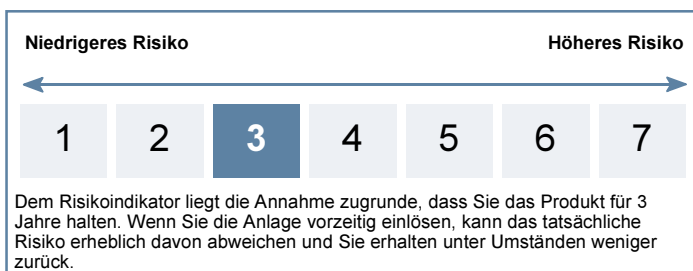 Niedrigeres Risiko Höheres Risiko
1 2 3 4 5 6 7
Dem Risikoindikator liegt die Annahme zugrunde, dass Sie das Produkt für 3
Jahre halten. Wenn Sie die Anlage vorzeitig einlösen, kann das tatsächliche
Risiko erheblich davon abweichen und Sie erhalten unter Umständen weniger
zurück.